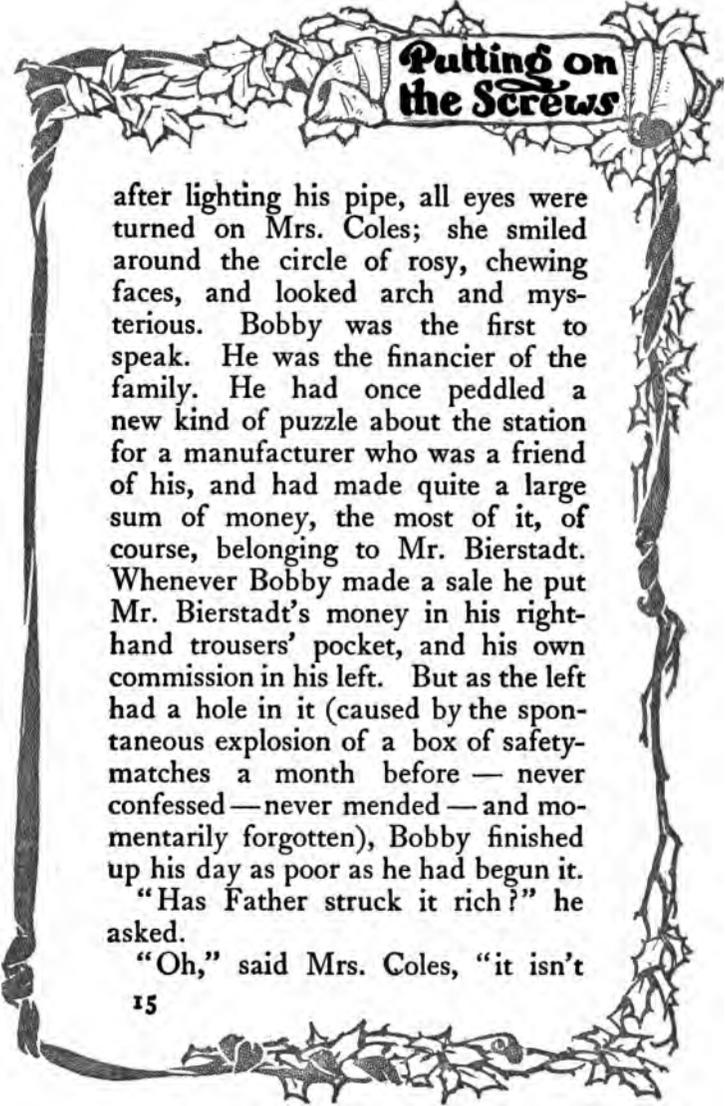 Putting on
the Screws
after lighting his pipe, all eyes were
turned on Mrs. Coles; she smiled
around the circle of rosy, chewing
faces, and looked arch and mys-
terious. Bobby was the first to
speak. He was the financier of the
family. He had once peddled a
new kind of puzzle about the station
for a manufacturer who was a friend
of his, and had made quite a large
sum of money, the most of it, of
course, belonging to Mr. Bierstadt.
Whenever Bobby made a sale he put
Mr. Bierstadt's money in his right-
hand trousers' pocket, and his own
commission in his left. But as the left
had a hole in it (caused by the spon-
taneous explosion of a box of safety-
matches a month before — never
confessed — never mended — and mo-
mentarily forgotten), Bobby finished
up his day as poor as he had begun it.
"Has Father struck it rich?" he
asked.
"Oh," said Mrs. Coles, "it isn't
15